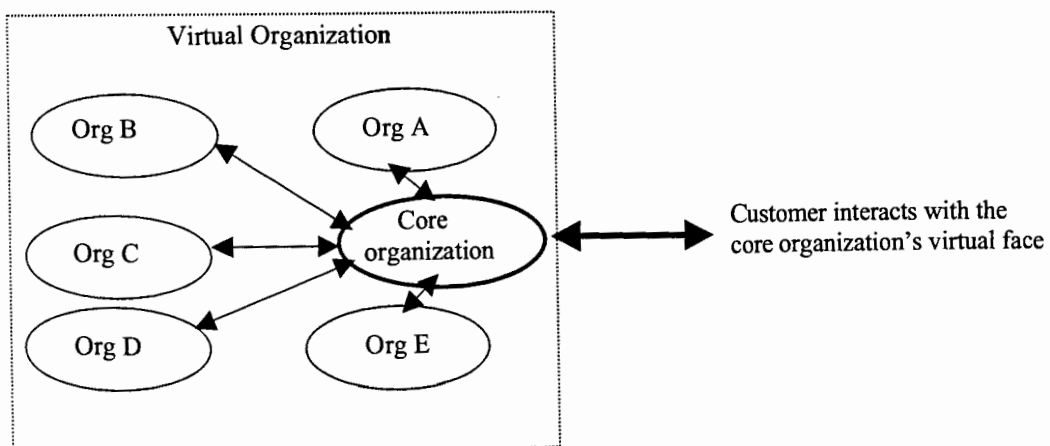 Virtual Organization
Org B
Org A
Core
organization
Org C
Org D
Org E
Customer interacts with the
core organization's virtual face